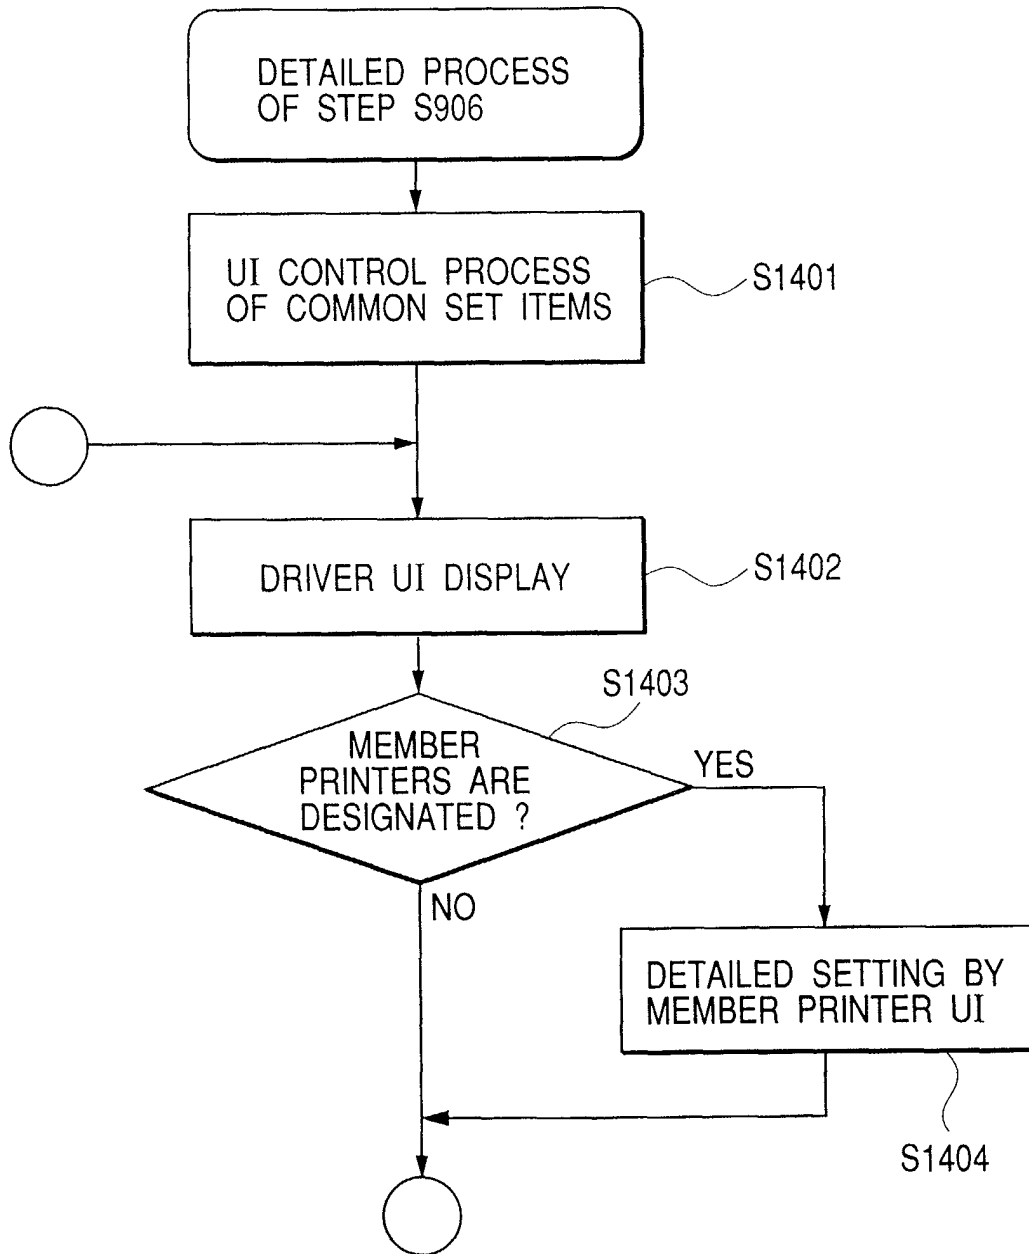 DETAILED PROCESS
OF STEP S906
UI CONTROL PROCESS
OF COMMON SET ITEMS
S1401
DRIVER UI DISPLAY
S1402
S1403
MEMBER
PRINTERS ARE
DESIGNATED ?
YES
NO
DETAILED SETTING BY
MEMBER PRINTER UI
S1404